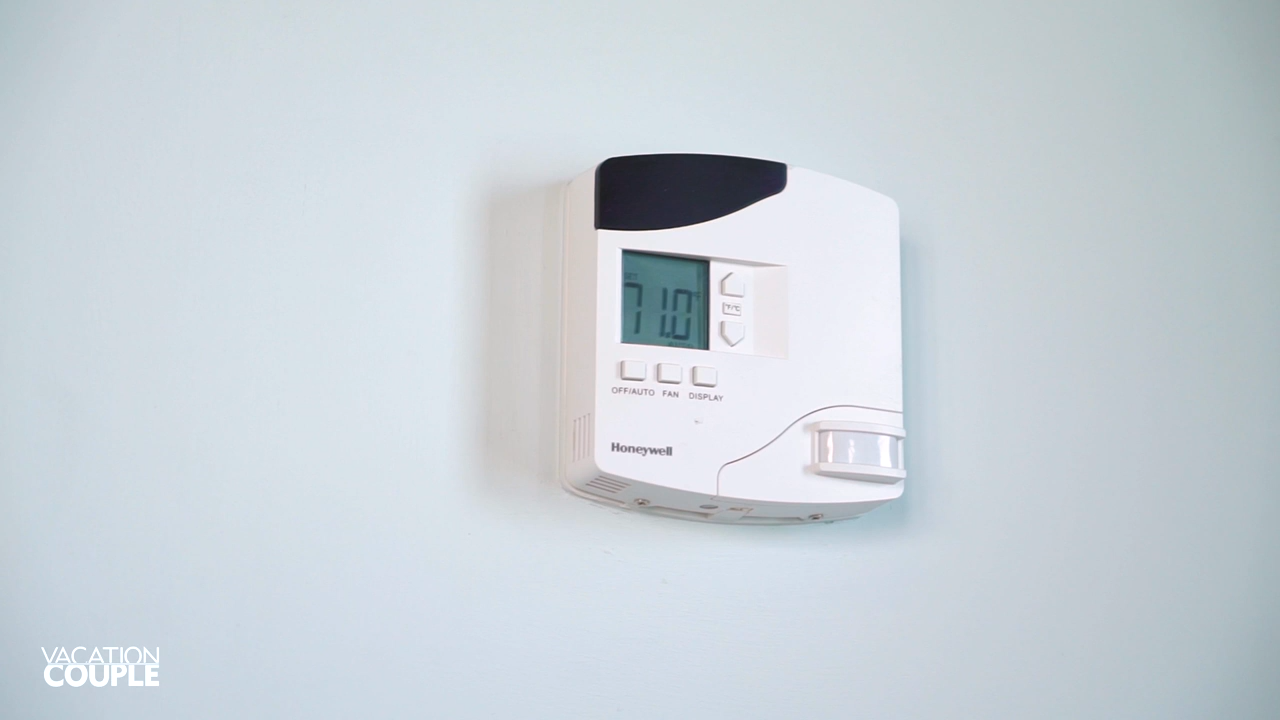 SET
71.0
°F/°C
OFF/AUTO FAN DISPLAY
Honeywell
VACATION
COUPLE